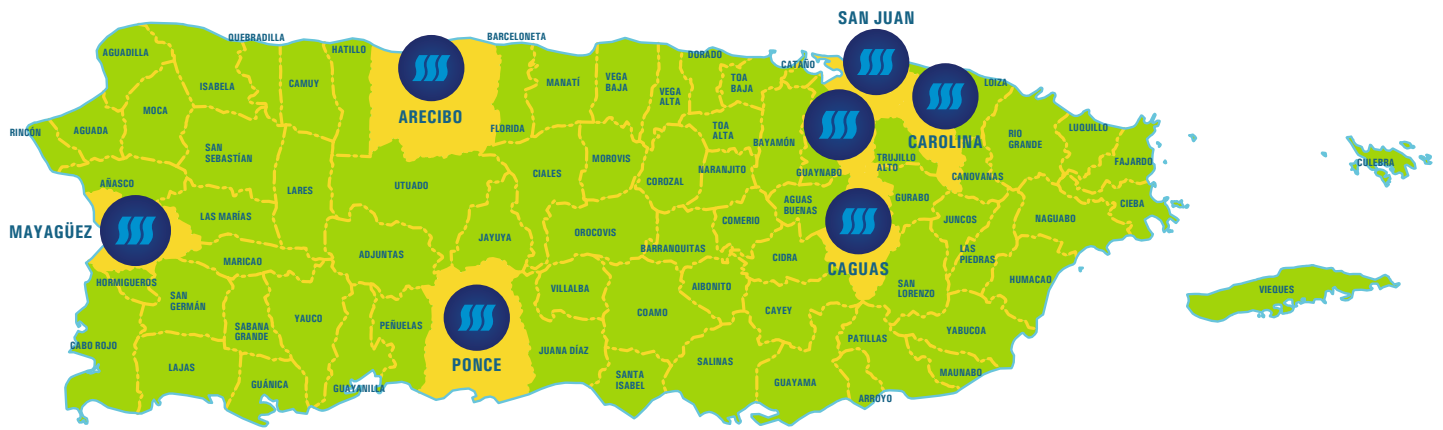 SAN JUAN
QUEBRADILLA
BARCELONETA
AGUADILLA
HATILLO
DORADO
CATAÑO
ISABELA
CAMUY
MANATÍ
VEGA
BAJA
TOA
BAJA
LOIZA
VEGA
ALTA
MOCA
ARECIBO
RINCÓN
AGUADA
FLORIDA
TOA
ALTA
BAYAMÓN
CAROLINA
RIO
GRANDE
LUQUILLO
SAN
SEBASTÍAN
MOROVIS
TRUJILLO
ALTO
FAJARDO
CULEBRA
CIALES
NARANJITO
GUAYNABO
CANOVANAS
AÑASCO
LARES
UTUADO
COROZAL
AGUAS
BUENAS
GURABO
CIEBA
MAYAGÜEZ
LAS MARÍAS
COMERIO
JUNCOS
NAGUABO
OROCOVIS
JAYUYA
BARRANQUITAS
ADJUNTAS
MARICAO
CIDRA
CAGUAS
LAS
PIEDRAS
HORMIGUEROS
SAN
GERMÁN
VILLALBA
AIBONITO
SAN
LORENZO
HUMACAO
VIEQUES
COAMO
CAYEY
YAUCO
PEÑUELAS
SABANA
GRANDE
YABUCOA
PATILLAS
CABO ROJO
JUANA DÍAZ
PONCE
LAJAS
SALINAS
MAUNABO
SANTA
ISABEL
GUÁNICA
GUAYANILLA
GUAYAMA
ARROYO